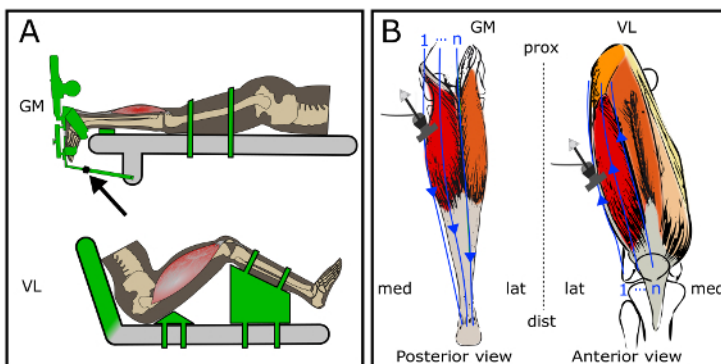 A
GM
VL
B
GM
VL
1 ... n
prox
med
lat
lat
1 ... n
med
dist
Posterior view
Anterior view